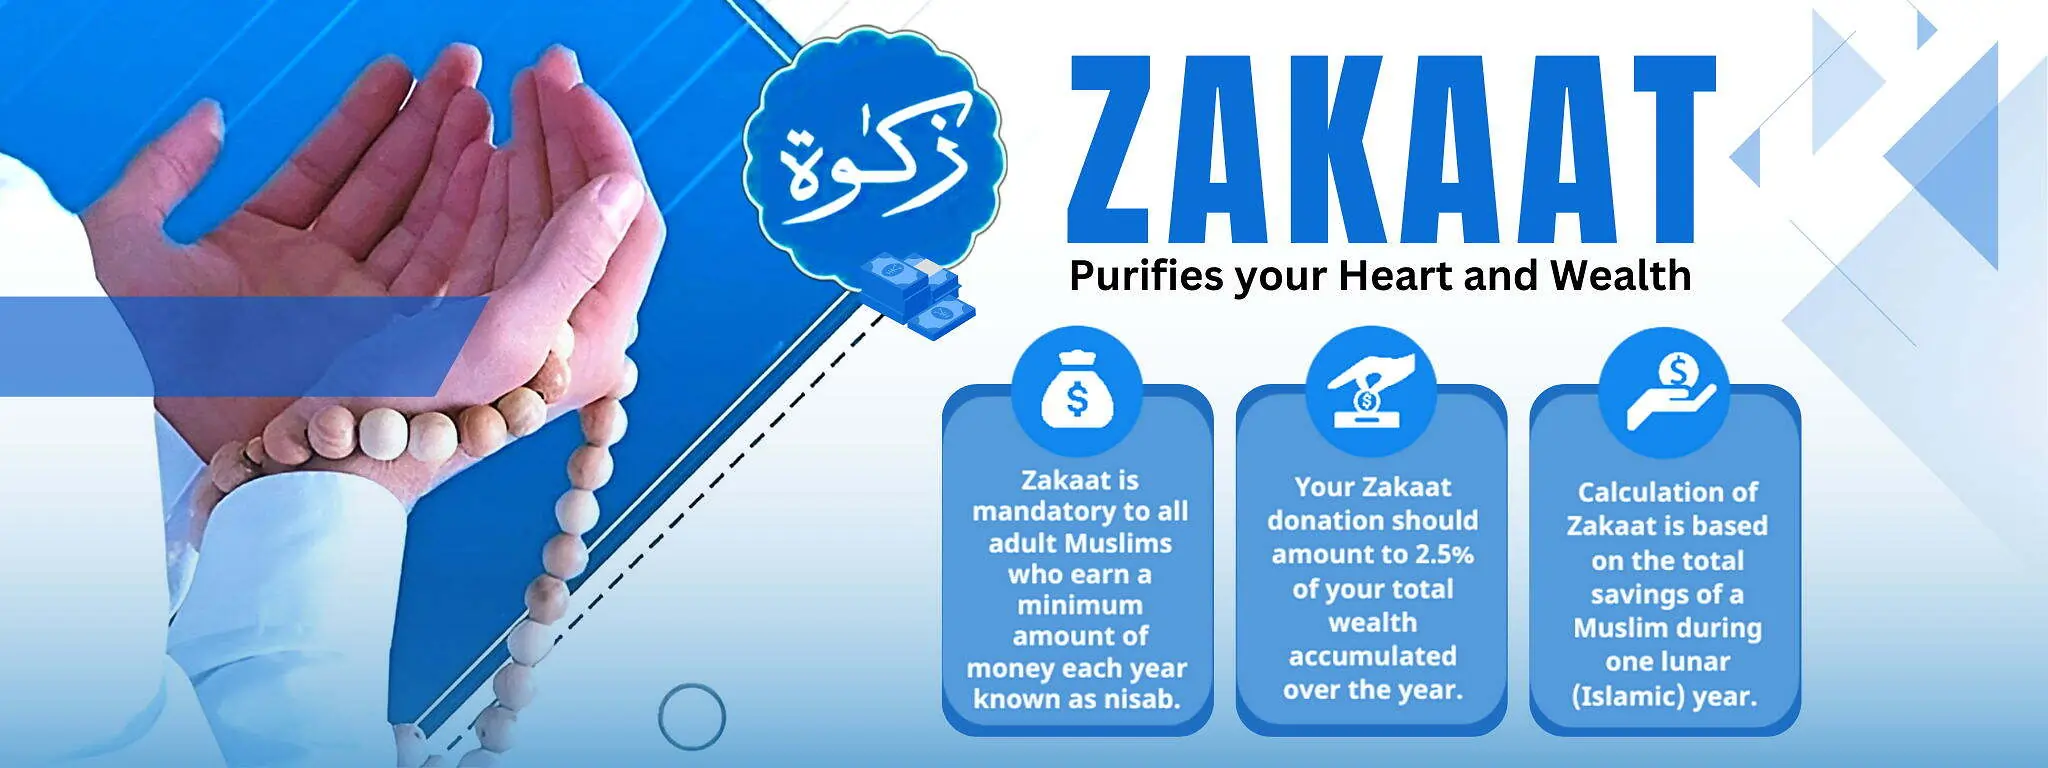 زكوٰة
ZAKAAT
Purifies your Heart and Wealth
Zakaat is
mandatory to all
adult Muslims
who earn a
minimum
amount of
money each year
known as nisab.
Your Zakaat
donation should
amount to 2.5%
of your total
wealth
accumulated
over the year.
Calculation of
Zakaat is based
on the total
savings of a
Muslim during
one lunar
(Islamic) year.